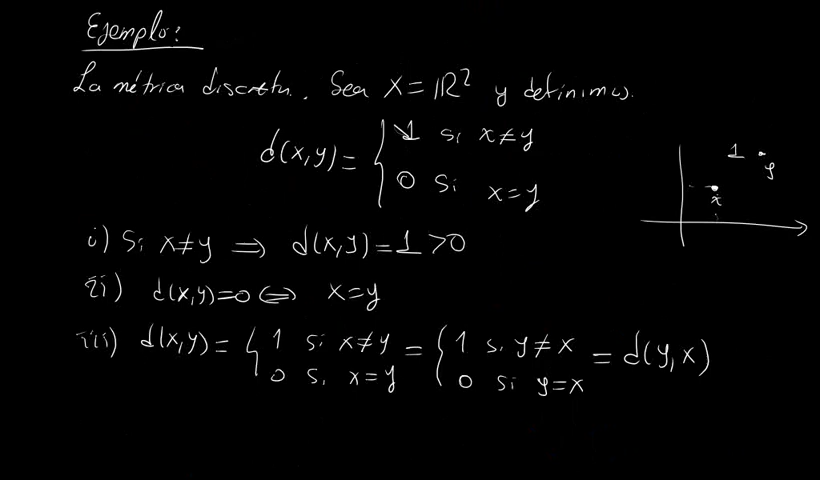 Ejemplo:
La métrica discreta. Sea X = ℝ² y definimos.
d(x,y) = { 1 si x≠y
0 si x=y
1 y
x
i) Si x≠y ⟹ d(x,y)=1>0
ii) d(x,y)=0 ⟺ x=y
iii) d(x,y) = { 1 si x≠y = { 1 si y≠x = d(y,x)
0 si x=y 0 si y=x